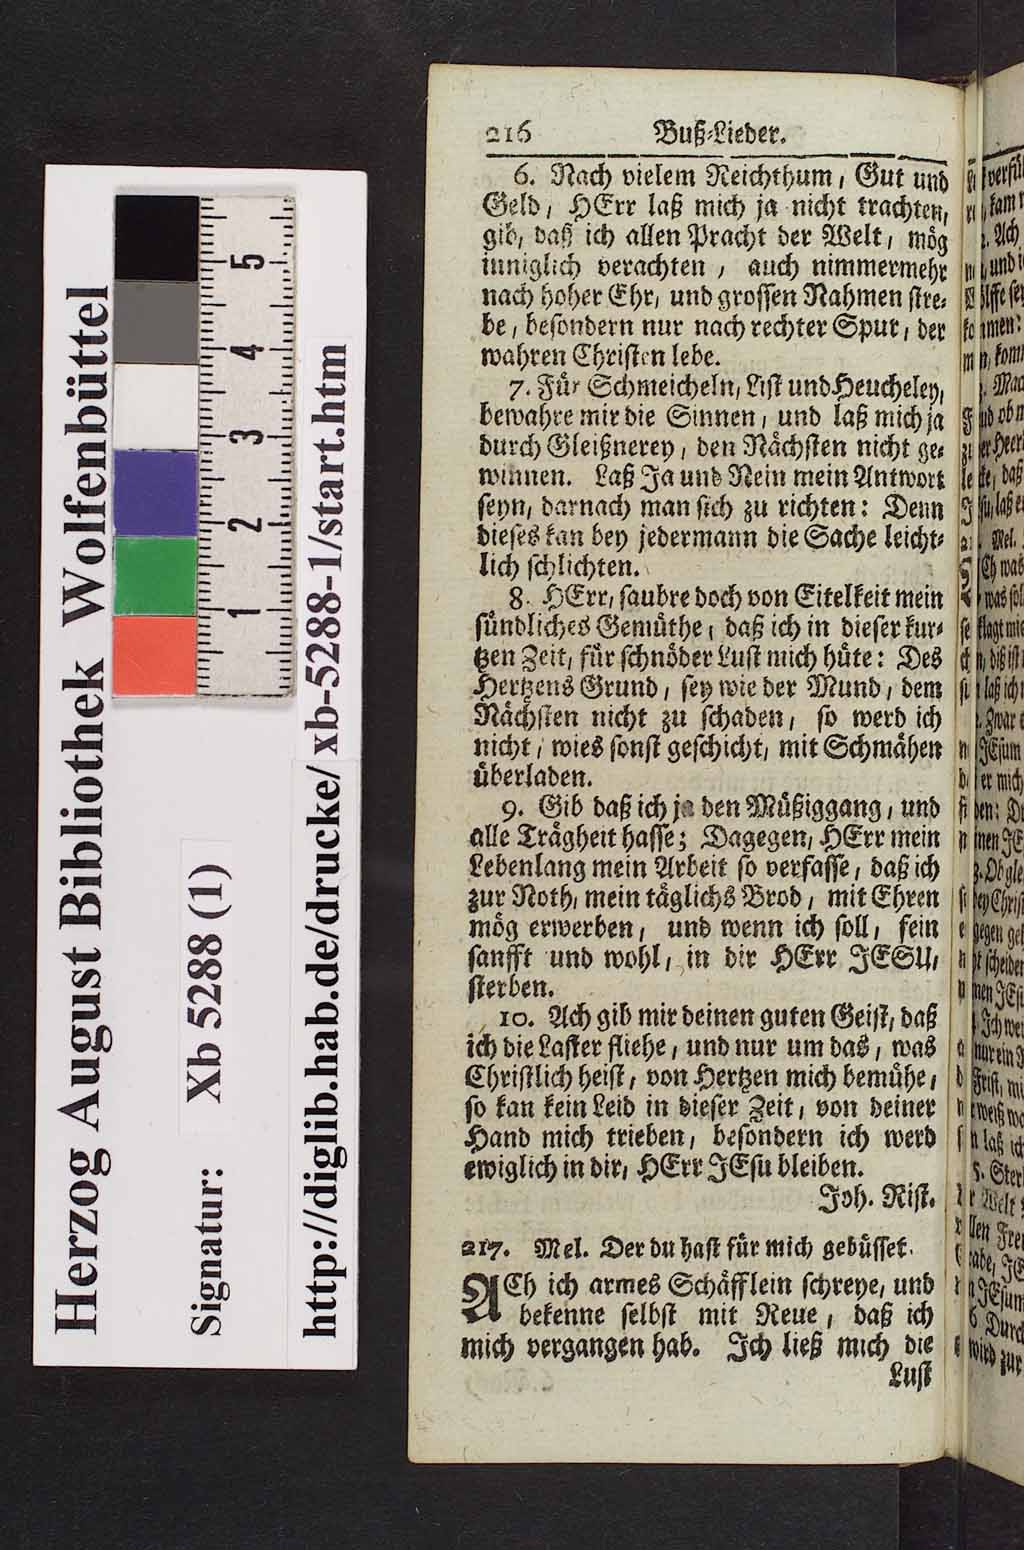 216 Buß-Lieder.
6. Nach vielem Reichthum, Gut und
Geld, HErr laß mich ja nicht trachten,
gib, daß ich allen Pracht der Welt, mög
inniglich verachten, auch nimmermehr
nach hoher Ehr, und grossen Nahmen stre-
be, besondern nur nach rechter Spur, der
wahren Christen lebe.
7. Für Schmeicheln, List und Heucheley,
bewahre mir die Sinnen, und laß mich ja
durch Gleißnerey, den Nächsten nicht ge-
winnen. Laß Ja und Nein mein Antwort
seyn, darnach man sich zu richten: Denn
dieses kan bey jedermann die Sache leicht-
lich schlichten.
8. HErr, saubre doch von Eitelkeit mein
sündliches Gemüthe, daß ich in dieser kur-
tzen Zeit, für schnöder Lust mich hüte: Des
Hertzens Grund, sey wie der Mund, dem
Nächsten nicht zu schaden, so werd ich
nicht, wies sonst geschicht, mit Schmähen
überladen.
9. Gib daß ich ja den Müßiggang, und
alle Trägheit hasse; Dagegen, HErr mein
Lebenlang mein Arbeit so verfasse, daß ich
zur Noth, mein täglichs Brod, mit Ehren
mög erwerben, und wenn ich soll, fein
sanfft und wohl, in dir HErr JESU,
sterben.
10. Ach gib mir deinen guten Geist, daß
ich die Laster fliehe, und nur um das, was
Christlich heist, von Hertzen mich bemühe,
so kan kein Leid in dieser Zeit, von deiner
Hand mich trieben, besondern ich werd
ewiglich in dir, HErr JEsu bleiben.
Joh. Rist.
217. Mel. Der du hast für mich gebüsset.
ACh ich armes Schäfflein schreye, und
bekenne selbst mit Reue, daß ich
mich vergangen hab. Ich ließ mich die
Lust
Herzog August Bibliothek Wolfenbüttel
Signatur: Xb 5288 (1)
http://diglib.hab.de/drucke/xb-5288-1/start.htm
5
4
3
2
1